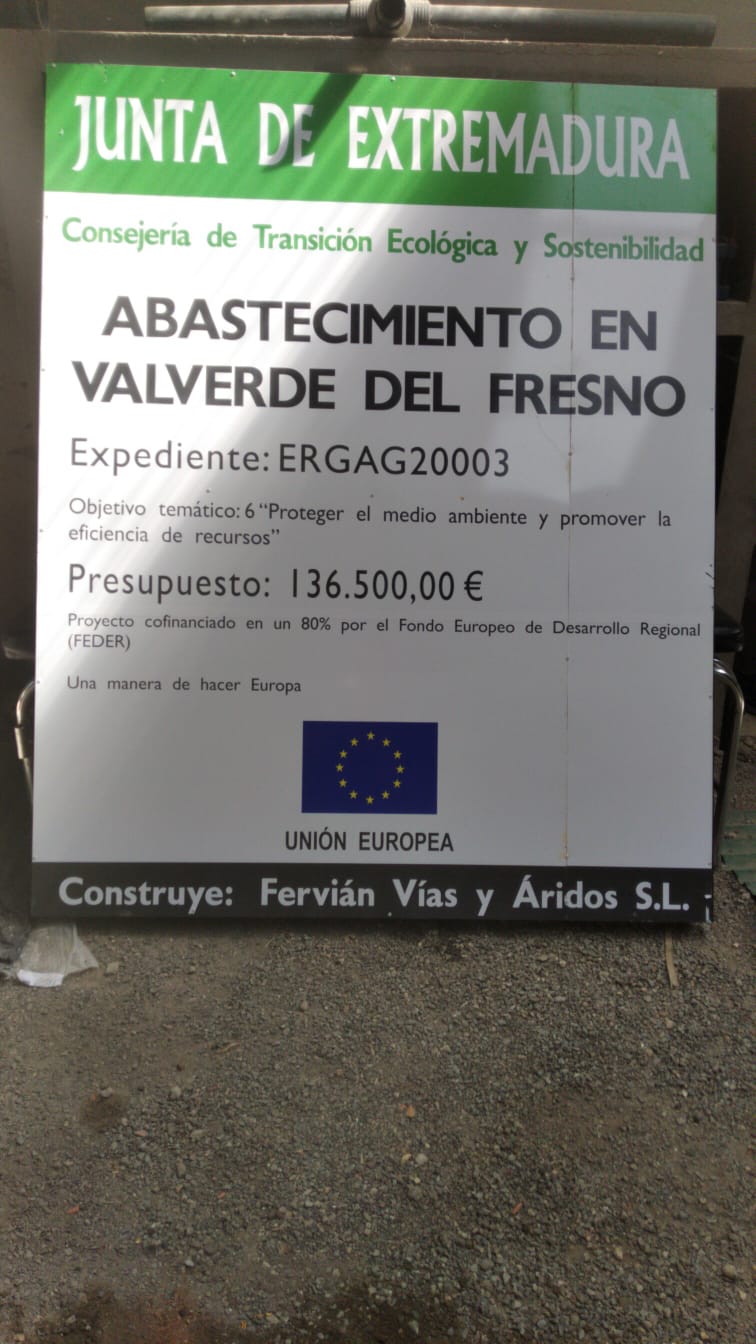 JUNTA DE EXTREMADURA
Consejería de Transición Ecológica y Sostenibilidad
ABASTECIMIENTO EN
VALVERDE DEL FRESNO
Expediente: ERGAG20003
Objetivo temático: 6 “Proteger el medio ambiente y promover la
eficiencia de recursos”
Presupuesto: 136.500,00 €
Proyecto cofinanciado en un 80% por el Fondo Europeo de Desarrollo Regional
(FEDER)
Una manera de hacer Europa
UNIÓN EUROPEA
Construye: Fervián Vías y Áridos S.L.